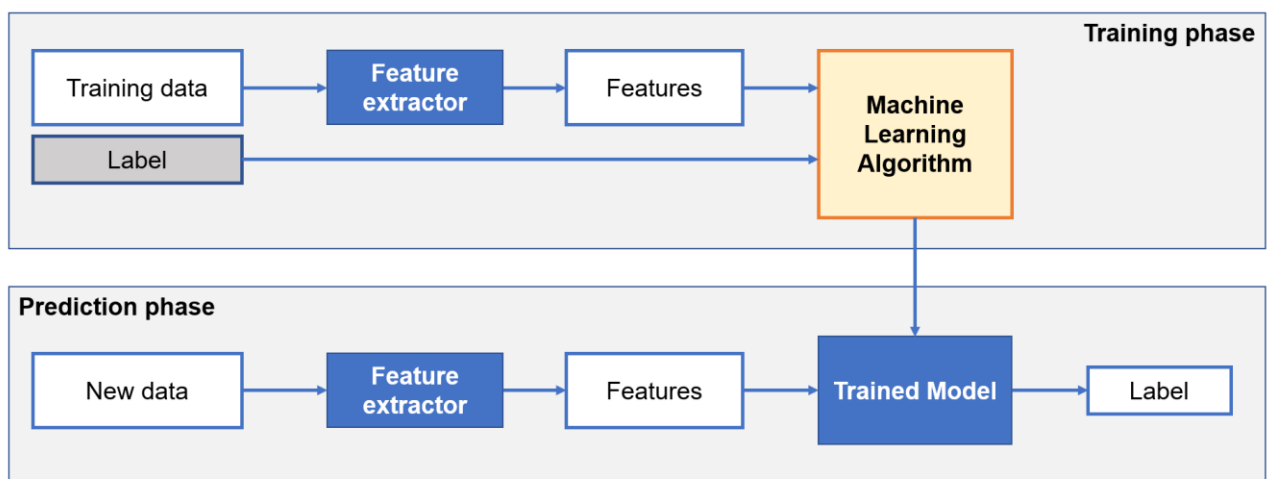 Training phase
Training data
Feature
extractor
Features
Machine
Learning
Algorithm
Label
Prediction phase
New data
Feature
extractor
Features
Trained Model
Label